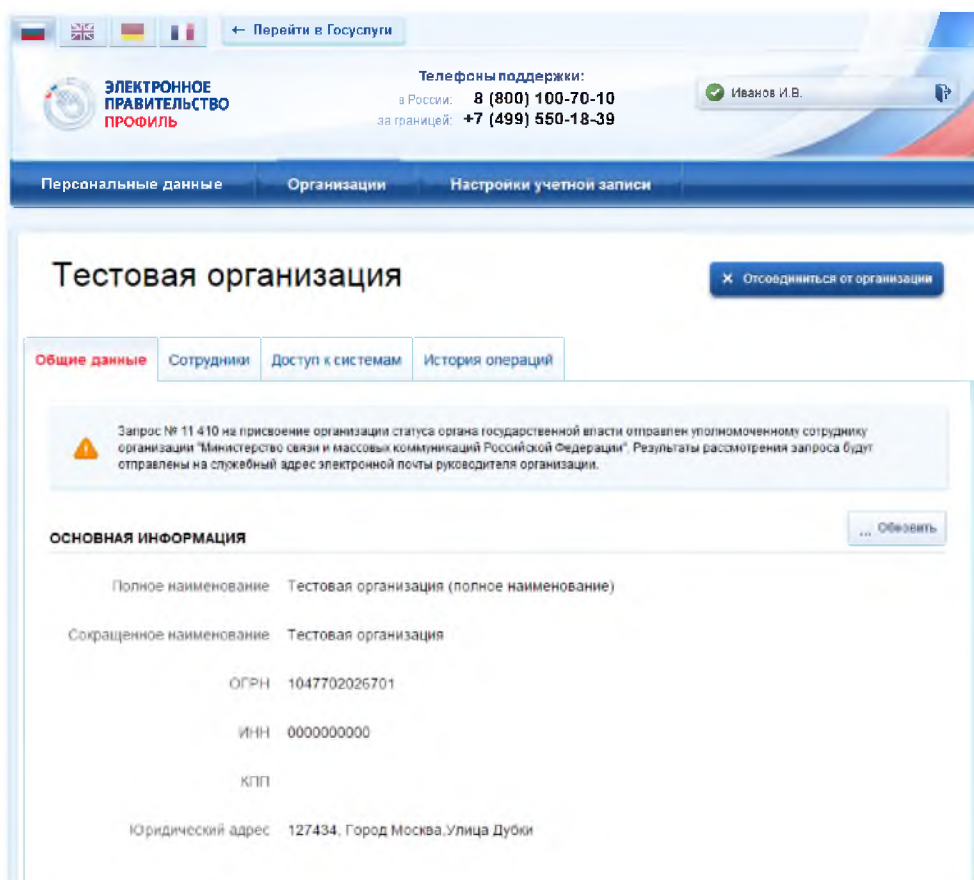 ← Перейти в Госуслуги
ЭЛЕКТРОННОЕ
ПРАВИТЕЛЬСТВО
ПРОФИЛЬ
Телефоны поддержки:
в России: 8 (800) 100-70-10
за границей: +7 (499) 550-18-39
Иванов И.В.
Персональные данные Организации Настройки учетной записи
Тестовая организация
× Отсоединиться от организации
Общие данные Сотрудники Доступ к системам История операций
Запрос № 11 410 на присвоение организации статуса органа государственной власти отправлен уполномоченному сотруднику
организации "Министерство связи и массовых коммуникаций Российской Федерации". Результаты рассмотрения запроса будут
отправлены на служебный адрес электронной почты руководителя организации.
ОСНОВНАЯ ИНФОРМАЦИЯ
... Обновить
Полное наименование Тестовая организация (полное наименование)
Сокращенное наименование Тестовая организация
ОГРН 1047702026701
ИНН 0000000000
КПП
Юридический адрес 127434, Город Москва,Улица Дубки